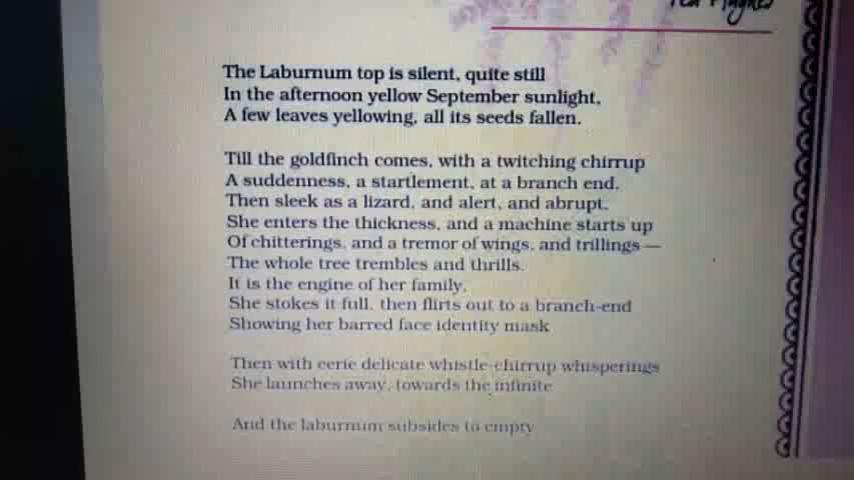 Ted Hughes
The Laburnum top is silent, quite still
In the afternoon yellow September sunlight,
A few leaves yellowing, all its seeds fallen.
Till the goldfinch comes, with a twitching chirrup
A suddenness, a startlement, at a branch end.
Then sleek as a lizard, and alert, and abrupt,
She enters the thickness, and a machine starts up
Of chitterings, and a tremor of wings, and trillings —
The whole tree trembles and thrills.
It is the engine of her family.
She stokes it full, then flirts out to a branch-end
Showing her barred face identity mask
Then with eerie delicate whistle-chirrup whisperings
She launches away, towards the infinite
And the laburnum subsides to empty